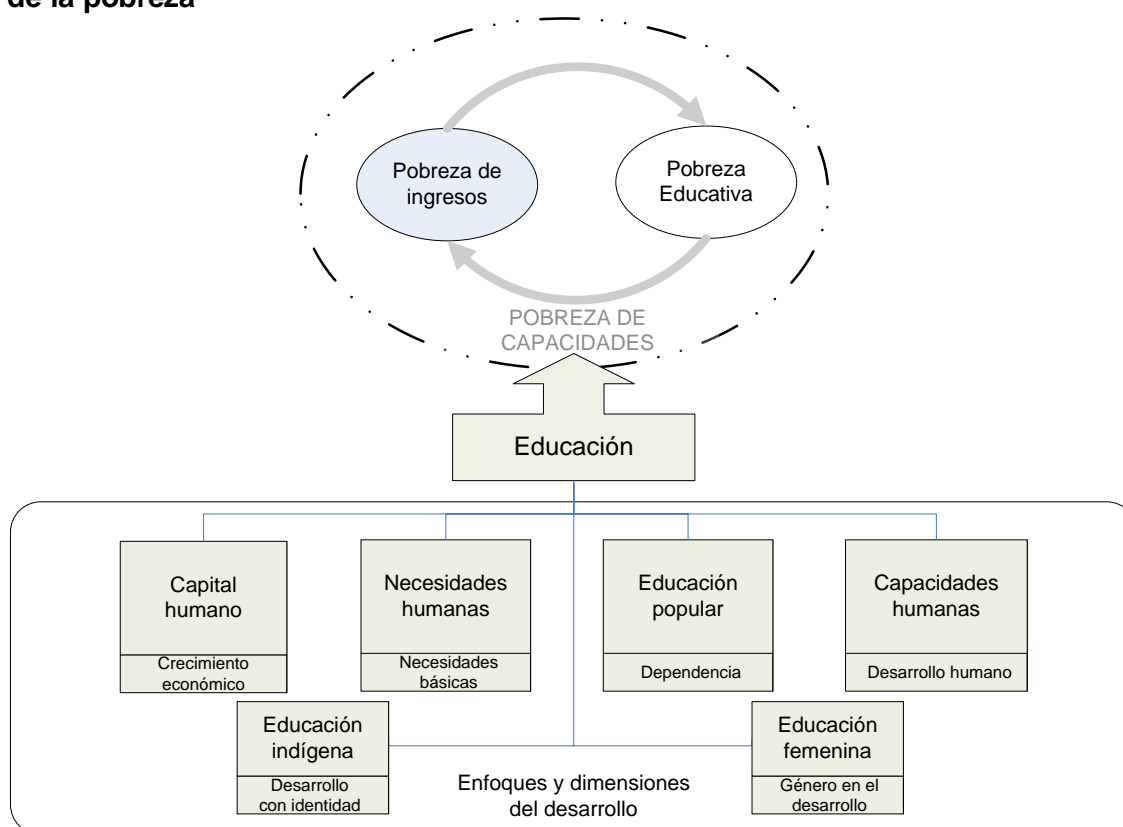 de la pobreza
Pobreza de
ingresos
Pobreza
Educativa
POBREZA DE
CAPACIDADES
Educación
Capital
humano
Crecimiento
económico
Necesidades
humanas
Necesidades
básicas
Educación
popular
Dependencia
Capacidades
humanas
Desarrollo humano
Educación
indígena
Desarrollo
con identidad
Enfoques y dimensiones
del desarrollo
Educación
femenina
Género en el
desarrollo